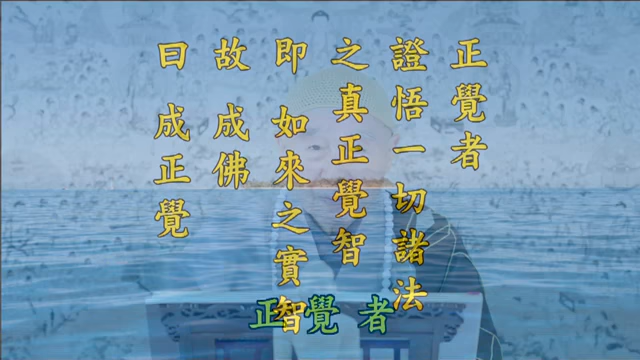 正覺者
證悟一切諸法
之真正覺智
即 如來之實智
故 成佛
曰 成正覺
正覺者